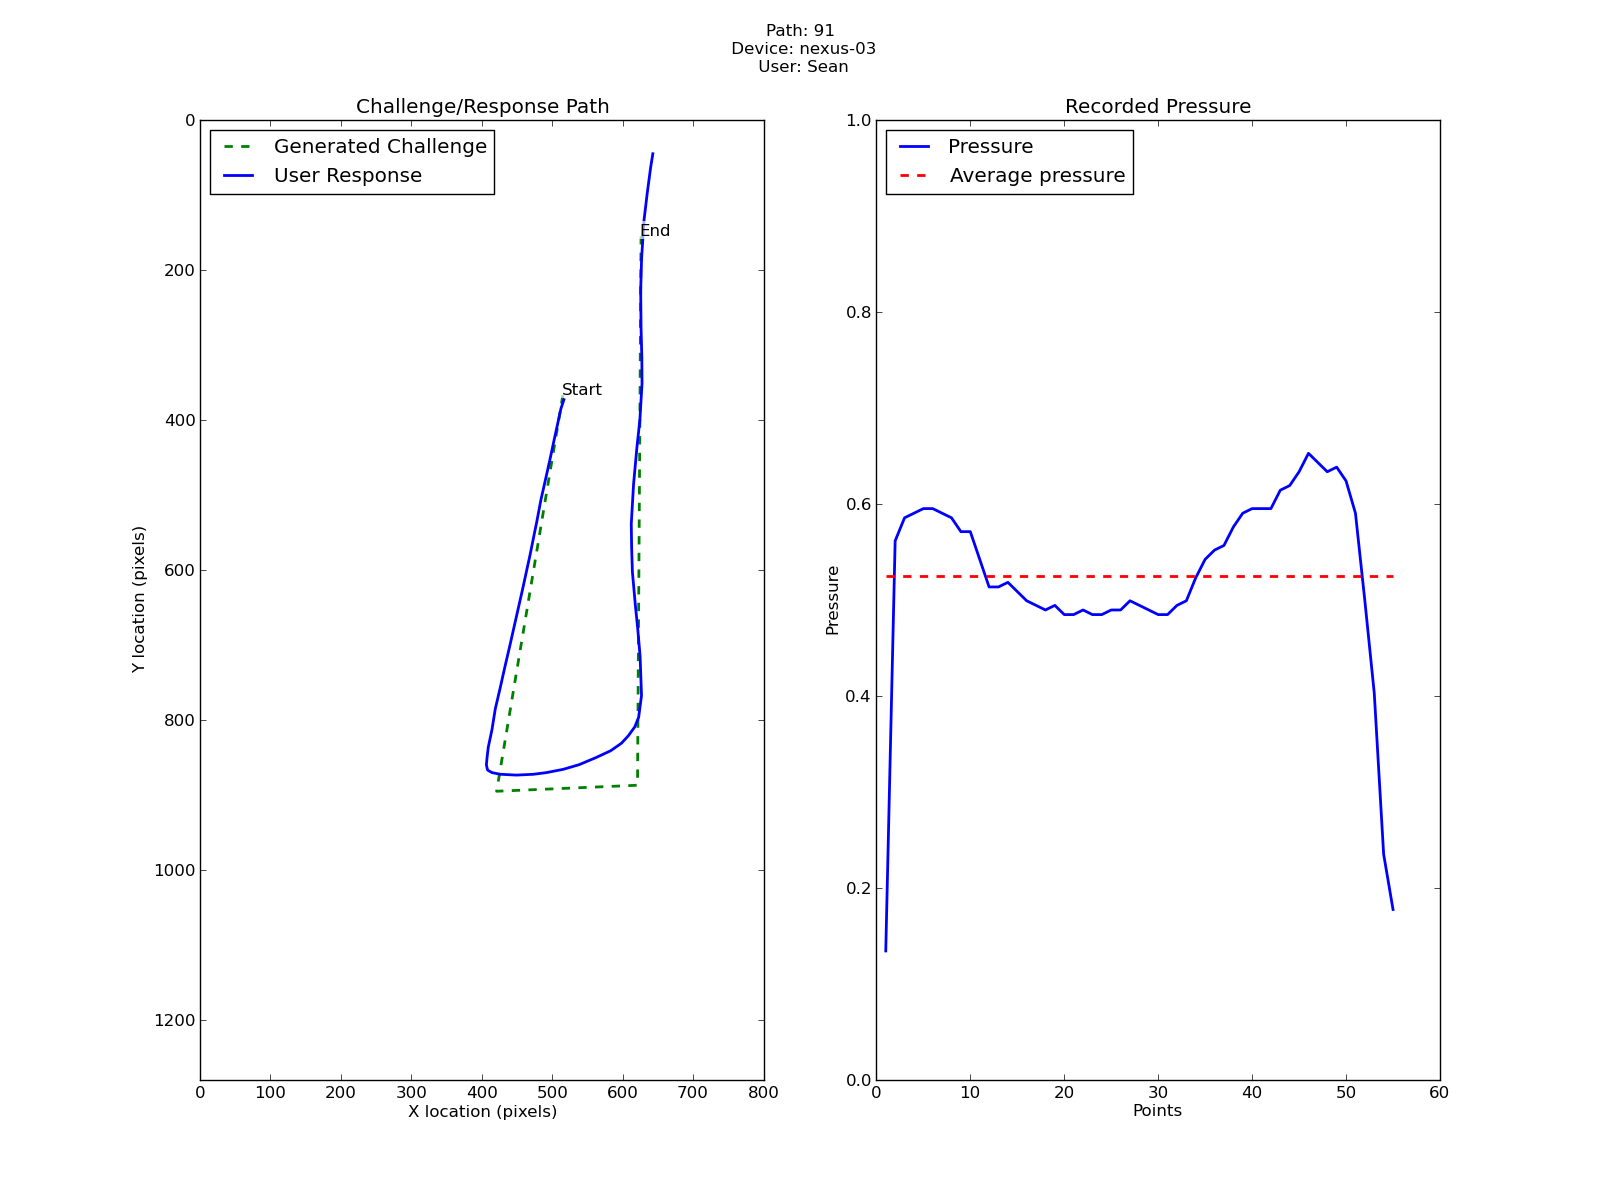 Path: 91
Device: nexus-03
User: Sean
Challenge/Response Path
Generated Challenge
User Response
End
Start
0
200
400
600
800
1000
1200
Y location (pixels)
0 100 200 300 400 500 600 700 800
X location (pixels)
Recorded Pressure
Pressure
Average pressure
1.0
0.8
0.6
0.4
0.2
0.0
Pressure
0 10 20 30 40 50 60
Points